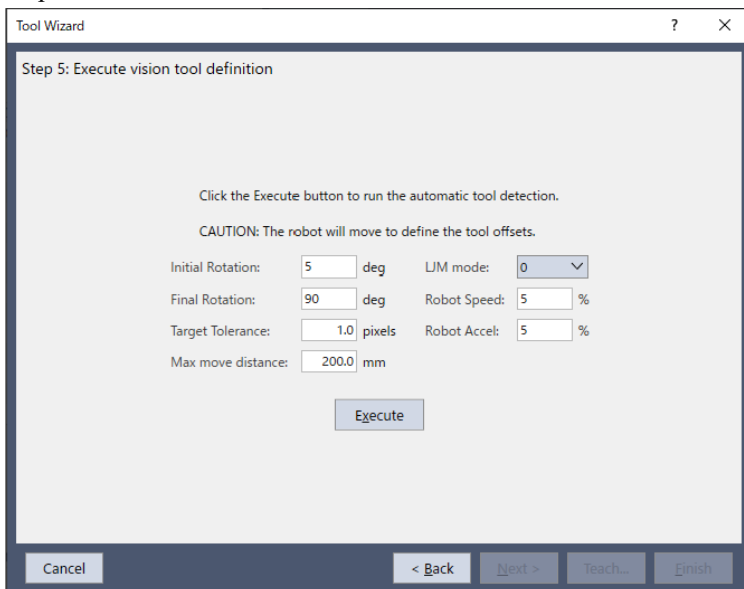 Tool Wizard ? ×
Step 5: Execute vision tool definition
Click the Execute button to run the automatic tool detection.
CAUTION: The robot will move to define the tool offsets.
Initial Rotation: 5 deg LJM mode: 0
Final Rotation: 90 deg Robot Speed: 5 %
Target Tolerance: 1.0 pixels Robot Accel: 5 %
Max move distance: 200.0 mm
Execute
Cancel < Back Next > Teach... Finish